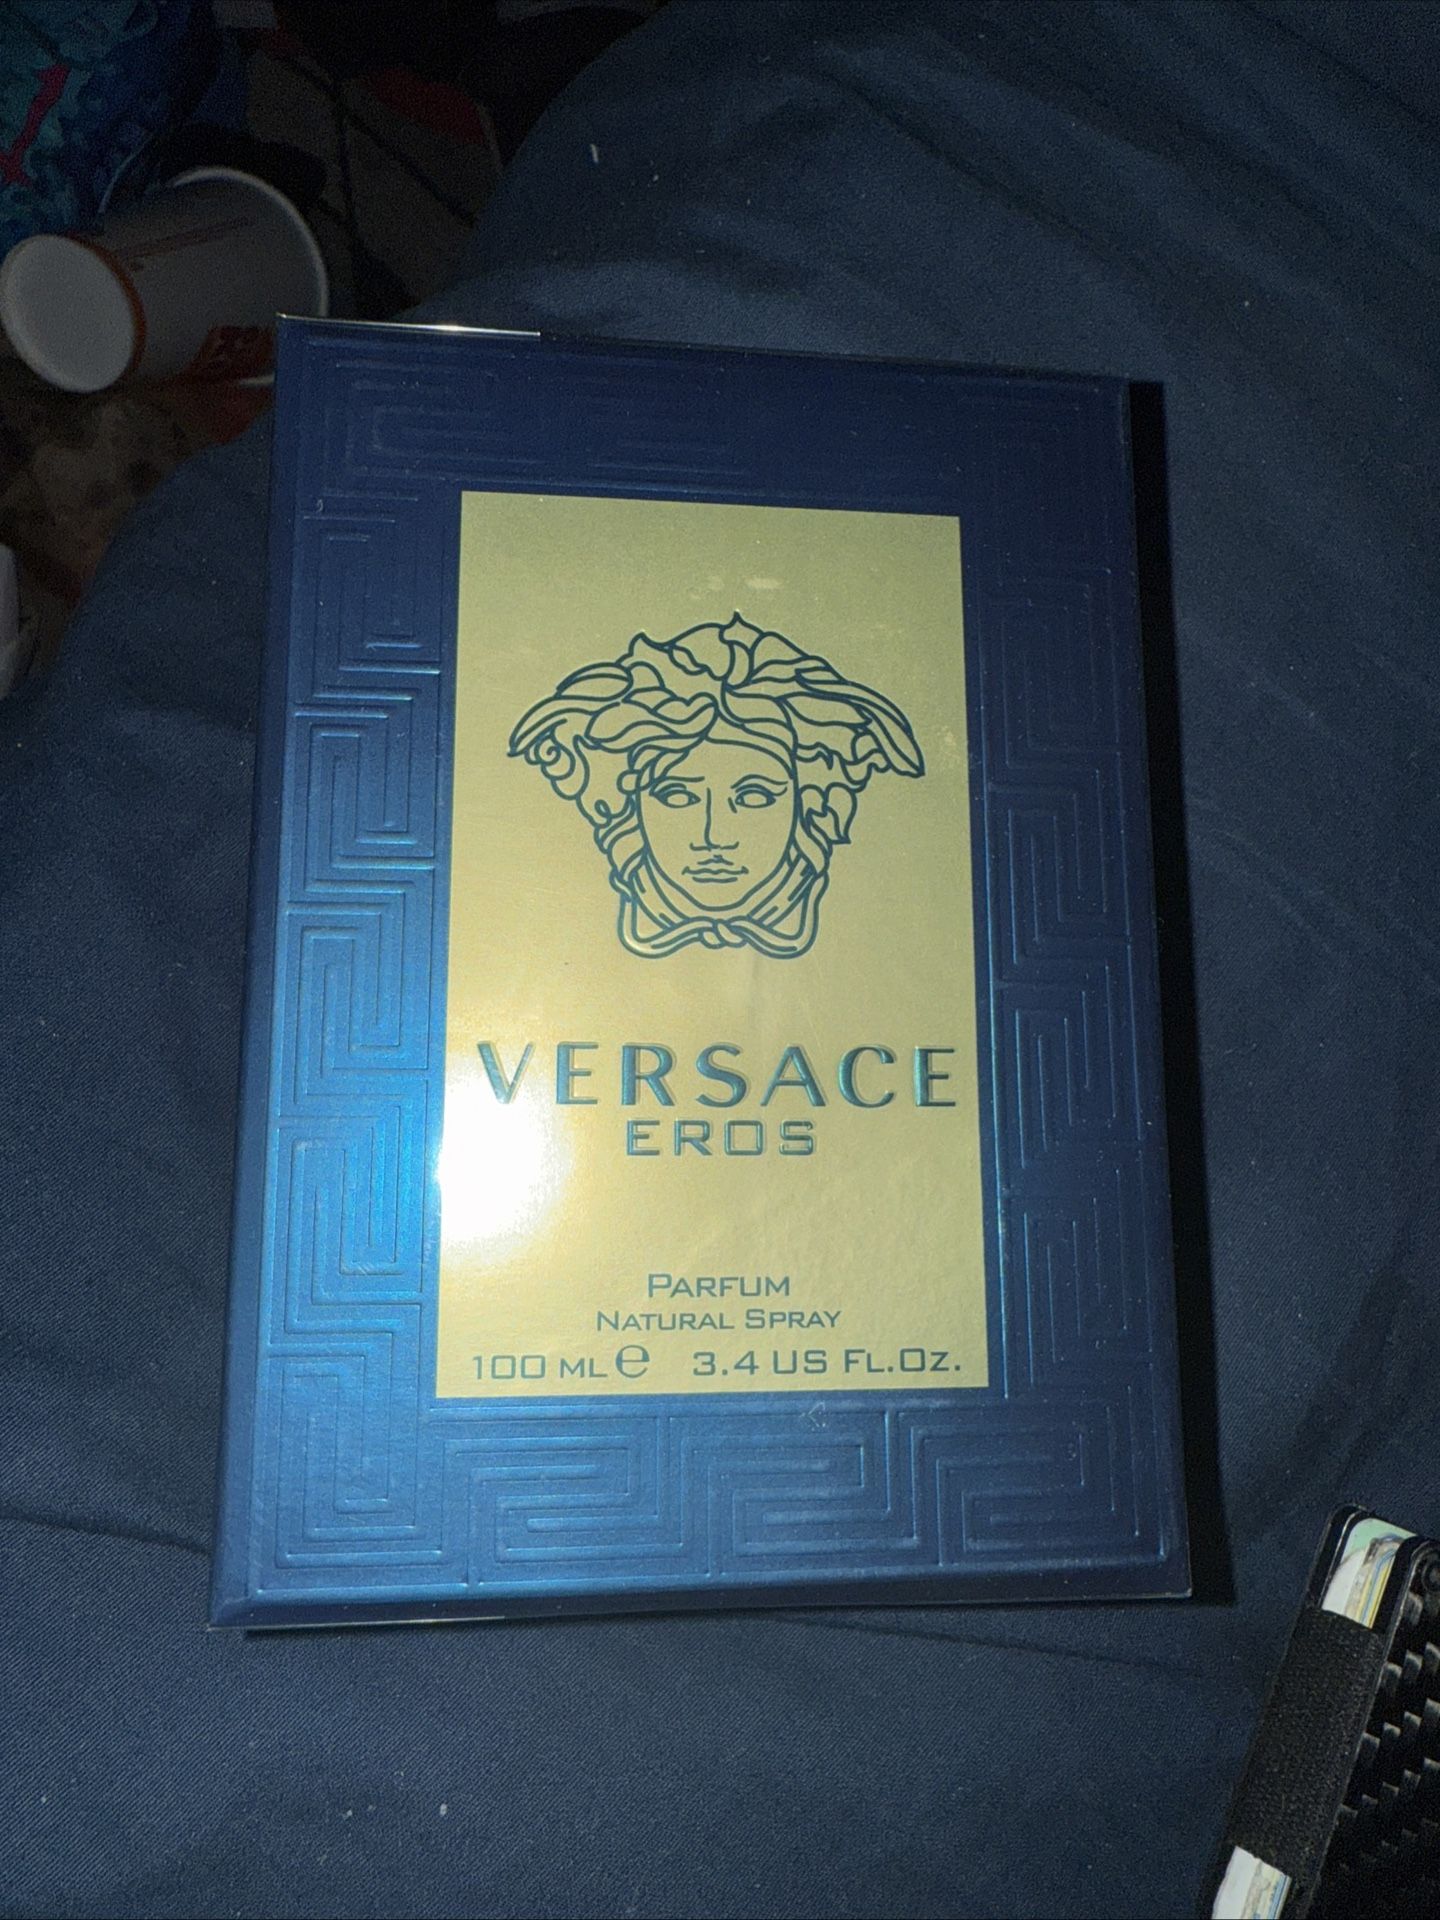 VERSACE
EROS
PARFUM
NATURAL SPRAY
100 ML e 3.4 US FL.OZ.